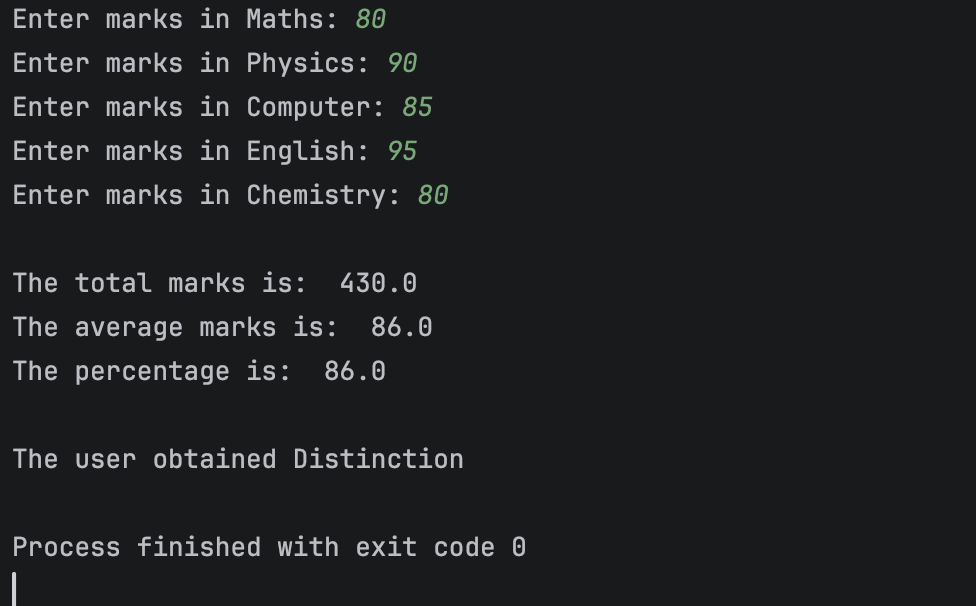 Enter marks in Maths: 80
Enter marks in Physics: 90
Enter marks in Computer: 85
Enter marks in English: 95
Enter marks in Chemistry: 80
The total marks is:  430.0
The average marks is:  86.0
The percentage is:  86.0
The user obtained Distinction
Process finished with exit code 0